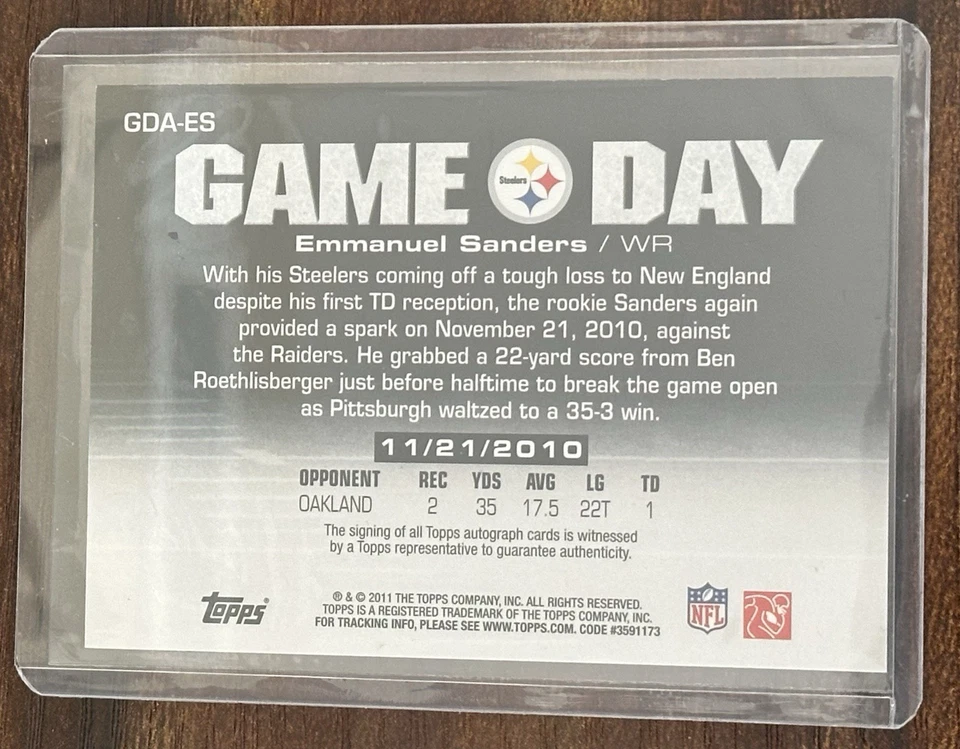 GDA-ES
GAME Steelers DAY
Emmanuel Sanders / WR
With his Steelers coming off a tough loss to New England
despite his first TD reception, the rookie Sanders again
provided a spark on November 21, 2010, against
the Raiders. He grabbed a 22-yard score from Ben
Roethlisberger just before halftime to break the game open
as Pittsburgh waltzed to a 35-3 win.
11/21/2010
OPPONENT REC YDS AVG LG TD
OAKLAND 2 35 17.5 22T 1
The signing of all Topps autograph cards is witnessed
by a Topps representative to guarantee authenticity.
Topps®
® & © 2011 THE TOPPS COMPANY, INC. ALL RIGHTS RESERVED.
TOPPS IS A REGISTERED TRADEMARK OF THE TOPPS COMPANY, INC.
FOR TRACKING INFO, PLEASE SEE WWW.TOPPS.COM. CODE #3591173
NFL